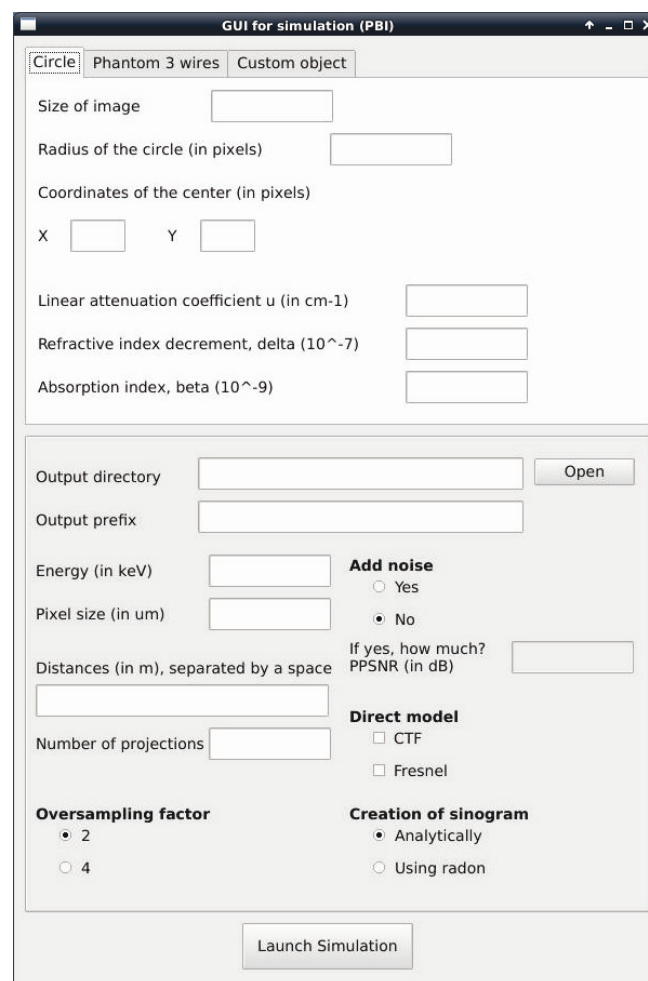 GUI for simulation (PBI)
Circle Phantom 3 wires Custom object
Size of image
Radius of the circle (in pixels)
Coordinates of the center (in pixels)
X Y
Linear attenuation coefficient u (in cm-1)
Refractive index decrement, delta (10^-7)
Absorption index, beta (10^-9)
Output directory Open
Output prefix
Energy (in keV)
Pixel size (in um)
Distances (in m), separated by a space
Number of projections
Oversampling factor
2
4
Add noise
Yes
No
If yes, how much?
PPSNR (in dB)
Direct model
CTF
Fresnel
Creation of sinogram
Analytically
Using radon
Launch Simulation